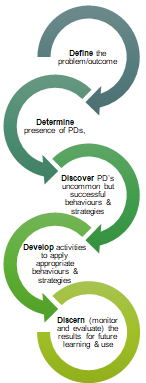 Define the
problem/outcome
Determine
presence of PDs,
Discover PD's
uncommon but
successful
behaviours &
strategies
Develop activities
to apply
appropriate
behaviours &
strategies
Discern (monitor
and evaluate) the
results for future
learning & use